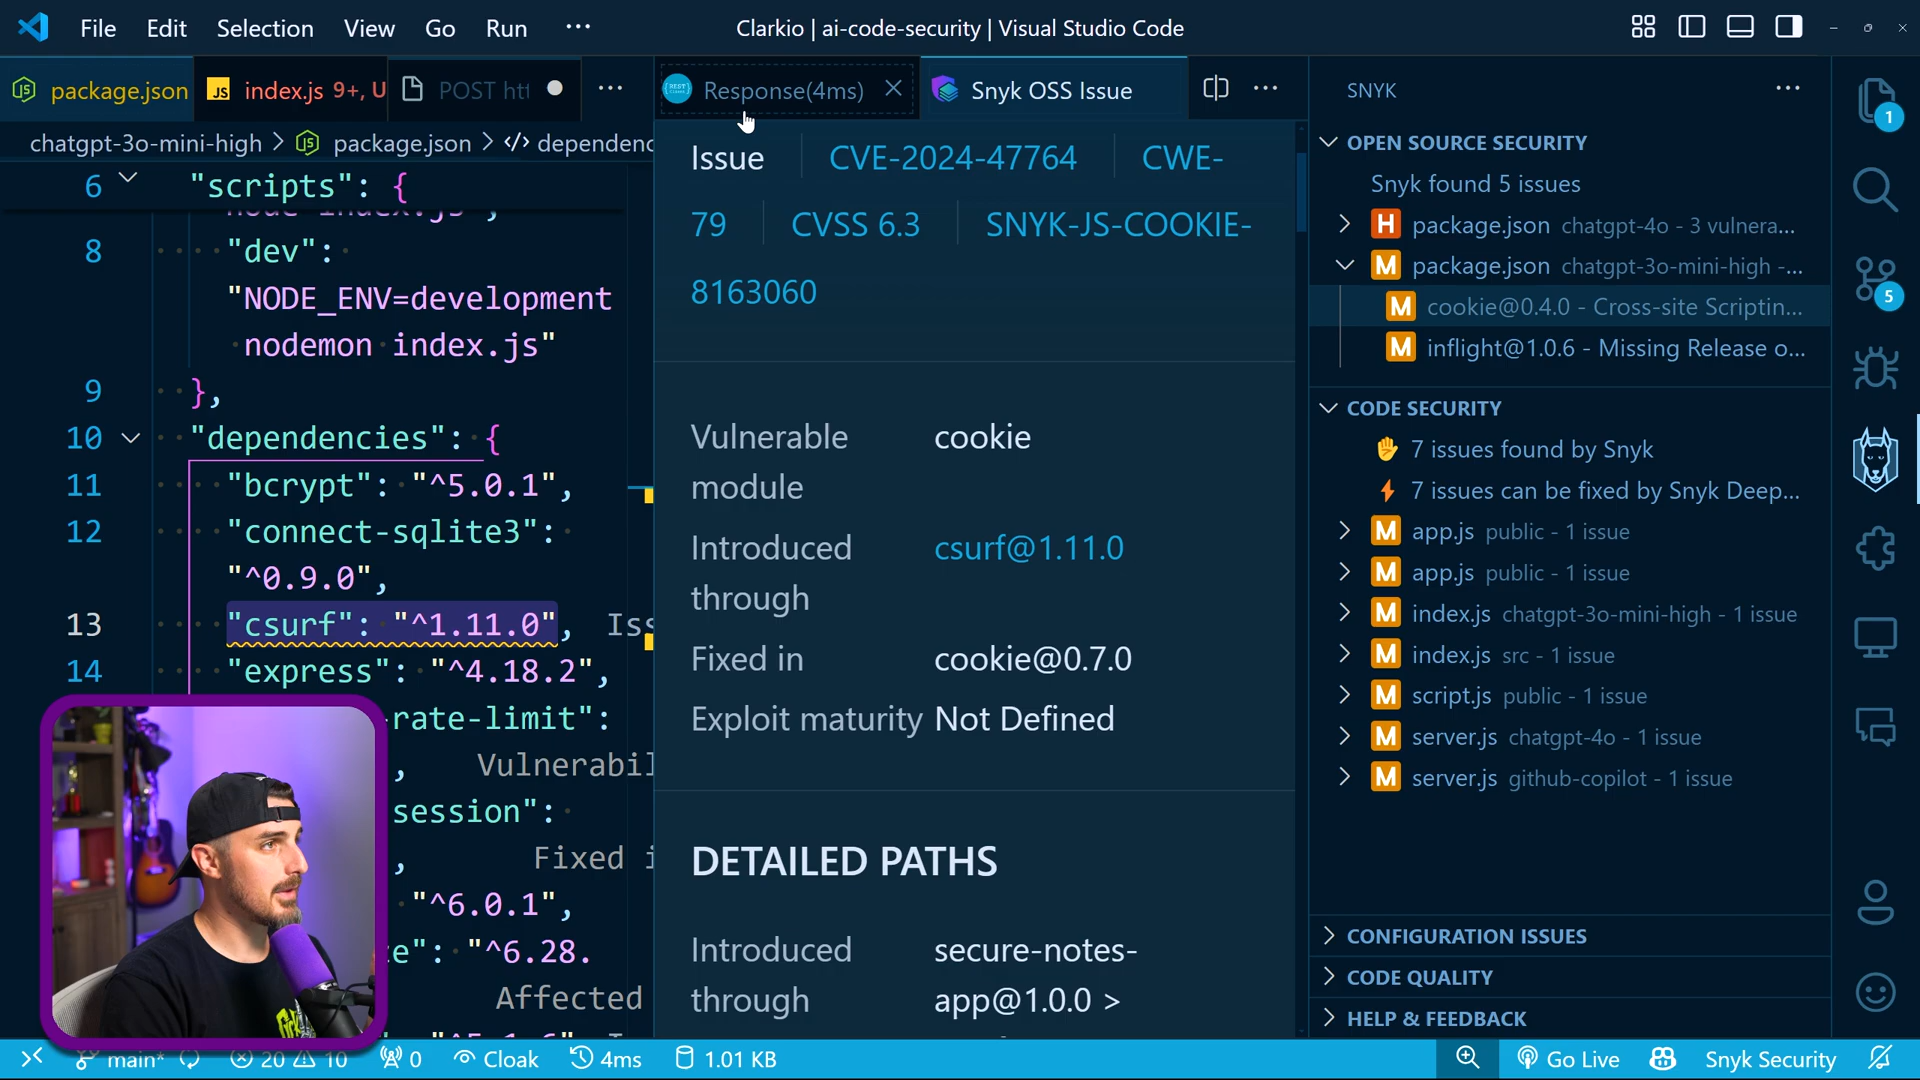 File Edit Selection View Go Run ···
Clarkio | ai-code-security | Visual Studio Code
package.json
JS index.js 9+, U
POST htt
Response(4ms)
Snyk OSS Issue
chatgpt-3o-mini-high > package.json > </> dependenc
6 "scripts": {
node index.js",
8 "dev":
"NODE_ENV=development
nodemon index.js"
9 },
10 "dependencies": {
11 "bcrypt": "^5.0.1",
12 "connect-sqlite3":
"^0.9.0",
13 "csurf": "^1.11.0", Iss
14 "express": "^4.18.2",
-rate-limit":
, Vulnerabil
session":
, Fixed i
"^6.0.1",
e": "^6.28.
Affected
Issue
CVE-2024-47764
CWE-
79
CVSS 6.3
SNYK-JS-COOKIE-
8163060
Vulnerable cookie
module
Introduced csurf@1.11.0
through
Fixed in cookie@0.7.0
Exploit maturity Not Defined
DETAILED PATHS
Introduced secure-notes-
through app@1.0.0 >
SNYK
OPEN SOURCE SECURITY
Snyk found 5 issues
H package.json chatgpt-4o - 3 vulnera...
M package.json chatgpt-3o-mini-high -...
M cookie@0.4.0 - Cross-site Scriptin...
M inflight@1.0.6 - Missing Release o...
CODE SECURITY
7 issues found by Snyk
7 issues can be fixed by Snyk Deep...
M app.js public - 1 issue
M app.js public - 1 issue
M index.js chatgpt-3o-mini-high - 1 issue
M index.js src - 1 issue
M script.js public - 1 issue
M server.js chatgpt-4o - 1 issue
M server.js github-copilot - 1 issue
CONFIGURATION ISSUES
CODE QUALITY
HELP & FEEDBACK
1
5
main* 20 10 0 Cloak 4ms 1.01 KB
Go Live Snyk Security